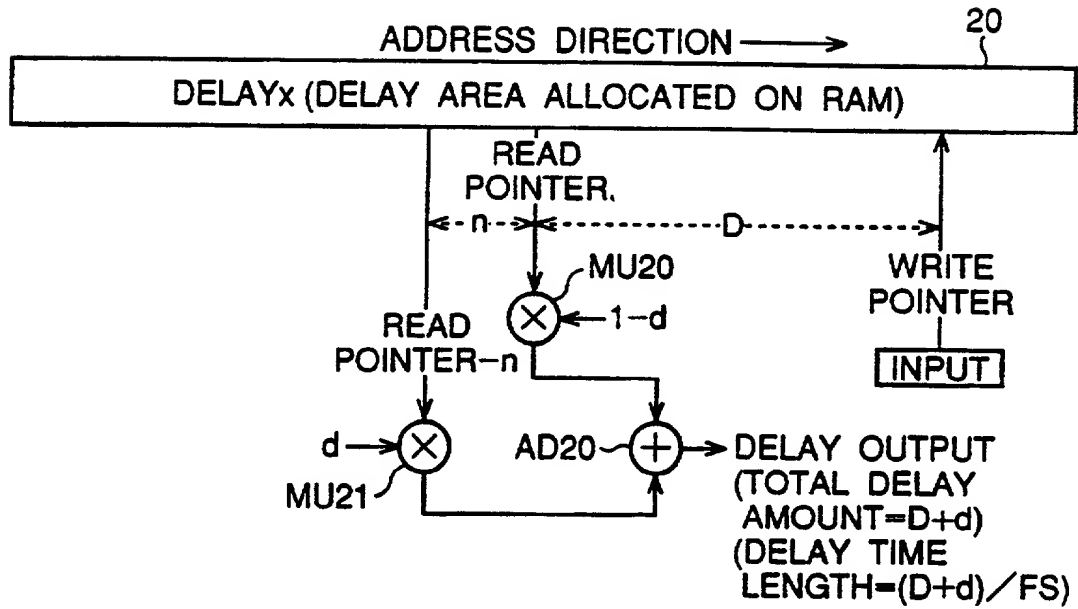 20
ADDRESS DIRECTION
DELAYx (DELAY AREA ALLOCATED ON RAM)
READ
POINTER.
n
D
MU20
WRITE
POINTER
1-d
READ
POINTER-n
INPUT
d
MU21
AD20
DELAY OUTPUT
(TOTAL DELAY
AMOUNT=D+d)
(DELAY TIME
LENGTH=(D+d)/FS)